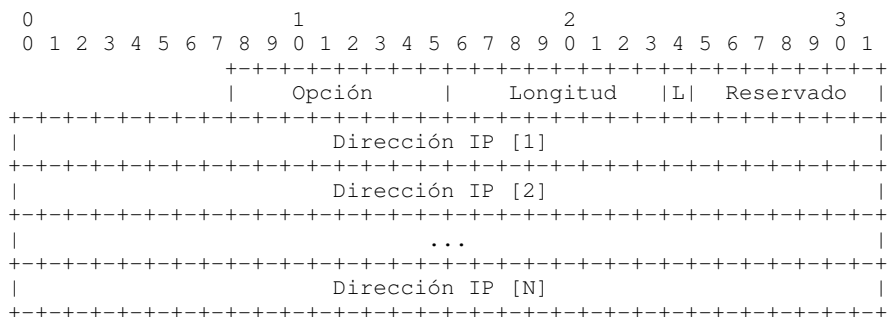 0                   1                   2                   3
 0 1 2 3 4 5 6 7 8 9 0 1 2 3 4 5 6 7 8 9 0 1 2 3 4 5 6 7 8 9 0 1
                +-+-+-+-+-+-+-+-+-+-+-+-+-+-+-+-+-+-+-+-+-+-+-+-+
                |    Opción     |    Longitud   |L|  Reservado  |
+-+-+-+-+-+-+-+-+-+-+-+-+-+-+-+-+-+-+-+-+-+-+-+-+-+-+-+-+-+-+-+-+
|                       Dirección IP [1]                        |
+-+-+-+-+-+-+-+-+-+-+-+-+-+-+-+-+-+-+-+-+-+-+-+-+-+-+-+-+-+-+-+-+
|                       Dirección IP [2]                        |
+-+-+-+-+-+-+-+-+-+-+-+-+-+-+-+-+-+-+-+-+-+-+-+-+-+-+-+-+-+-+-+-+
|                              ...                              |
+-+-+-+-+-+-+-+-+-+-+-+-+-+-+-+-+-+-+-+-+-+-+-+-+-+-+-+-+-+-+-+-+
|                       Dirección IP [N]                        |
+-+-+-+-+-+-+-+-+-+-+-+-+-+-+-+-+-+-+-+-+-+-+-+-+-+-+-+-+-+-+-+-+